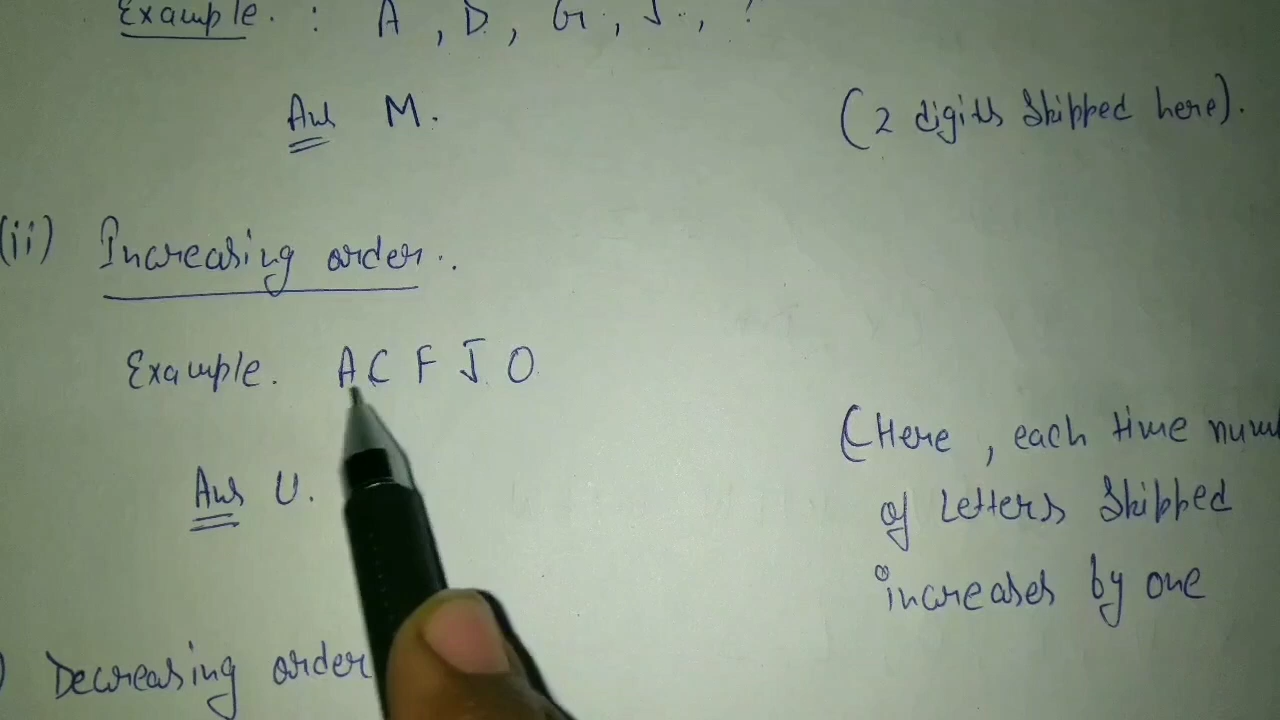 Example. : A, D, G, J., ?
Ans M. (2 digits skipped here).
(ii) Increasing order..
Example. A C F J O
(Here, each time num
Ans U. of letters skipped
increases by one
) Decreasing order